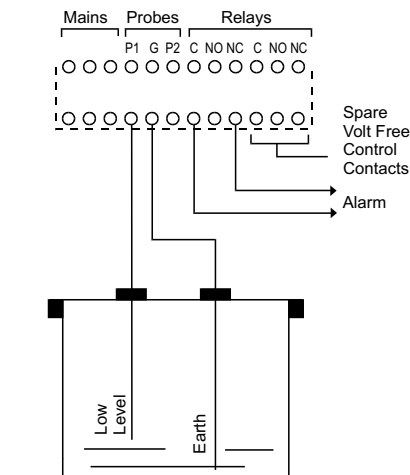 Mains Probes Relays
P1 G P2 C NO NC C NO NC
Spare
Volt Free
Control
Contacts
Alarm
Low
Level
Earth